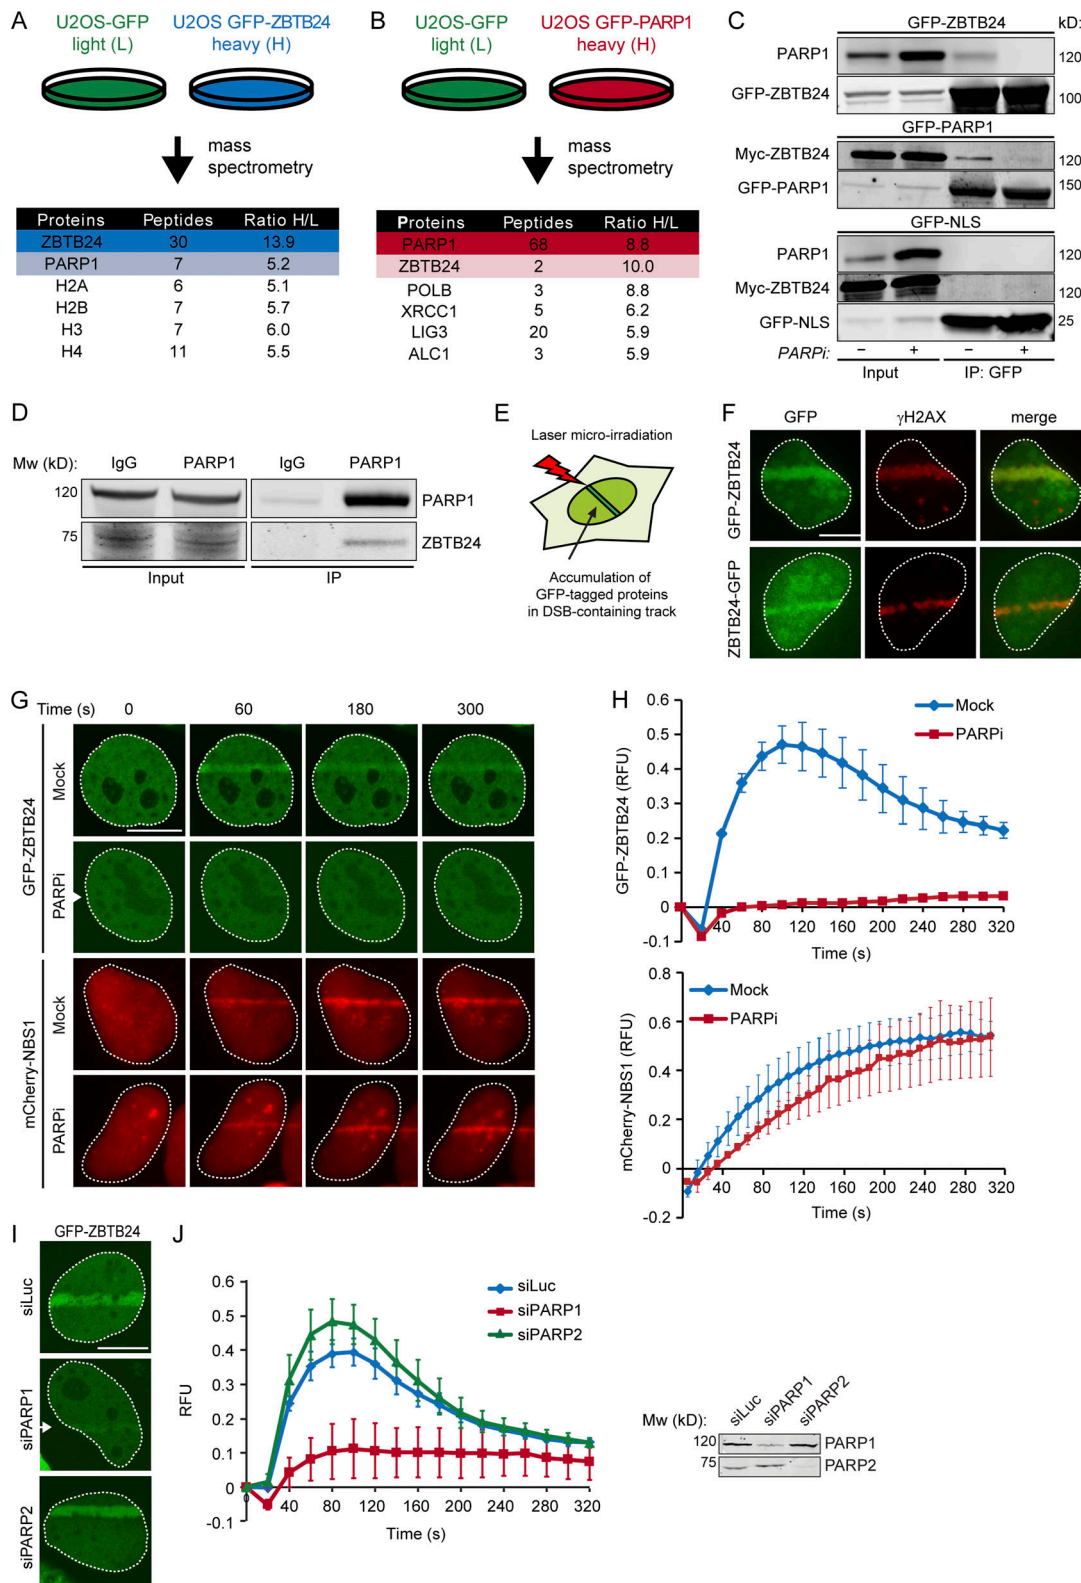 A
U2OS-GFP
light (L)
U2OS GFP-ZBTB24
heavy (H)
mass
spectrometry
Proteins Peptides Ratio H/L
ZBTB24 30 13.9
PARP1 7 5.2
H2A 6 5.1
H2B 7 5.7
H3 7 6.0
H4 11 5.5
B
U2OS-GFP
light (L)
U2OS GFP-PARP1
heavy (H)
mass
spectrometry
Proteins Peptides Ratio H/L
PARP1 68 8.8
ZBTB24 2 10.0
POLB 3 8.8
XRCC1 5 6.2
LIG3 20 5.9
ALC1 3 5.9
C
GFP-ZBTB24 kD:
PARP1 120
GFP-ZBTB24 100
GFP-PARP1
Myc-ZBTB24 120
GFP-PARP1 150
GFP-NLS
PARP1 120
Myc-ZBTB24 120
GFP-NLS 25
PARPi: – + – +
Input IP: GFP
D
Mw (kD): IgG PARP1 IgG PARP1
120 PARP1
75 ZBTB24
Input IP
E
Laser micro-irradiation
Accumulation of
GFP-tagged proteins
in DSB-containing track
F
GFP γH2AX merge
GFP-ZBTB24
ZBTB24-GFP
G
Time (s) 0 60 180 300
GFP-ZBTB24
Mock
PARPi
mCherry-NBS1
Mock
PARPi
H
GFP-ZBTB24 (RFU)
0.6
0.5
0.4
0.3
0.2
0.1
0
-0.1
Mock
PARPi
40 80 120 160 200 240 280 320
Time (s)
mCherry-NBS1 (RFU)
0.8
0.6
0.4
0.2
0
-0.2
Mock
PARPi
40 80 120 160 200 240 280 320
Time (s)
I
GFP-ZBTB24
siLuc
siPARP1
siPARP2
J
RFU
0.6
0.5
0.4
0.3
0.2
0.1
0
-0.1
siLuc
siPARP1
siPARP2
0 40 80 120 160 200 240 280 320
Time (s)
Mw (kD): siLuc siPARP1 siPARP2
120 PARP1
75 PARP2